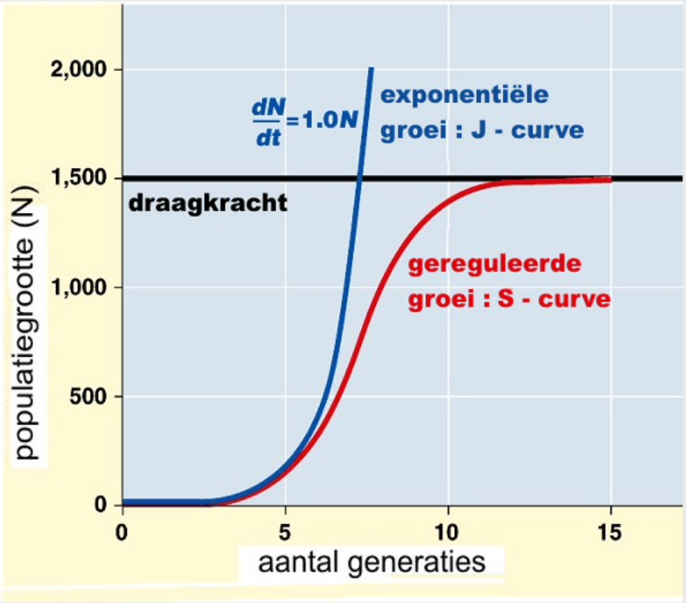 2,000
exponentiële
dN/dt=1.0N
groei : J - curve
1,500
draagkracht
gereguleerde
1,000
groei : S - curve
populatiegrootte (N)
500
0
0 5 10 15
aantal generaties